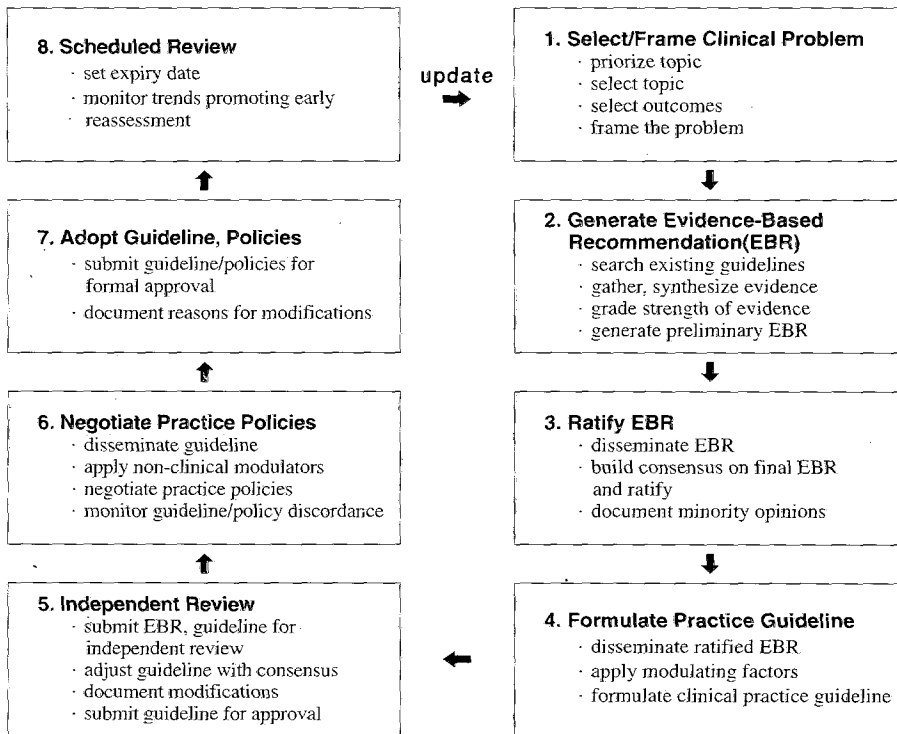 1. Select/Frame Clinical Problem
· priorize topic
· select topic
· select outcomes
· frame the problem
2. Generate Evidence-Based
Recommendation(EBR)
· search existing guidelines
· gather, synthesize evidence
· grade strength of evidence
· generate preliminary EBR
3. Ratify EBR
· disseminate EBR
· build consensus on final EBR
and ratify
· document minority opinions
4. Formulate Practice Guideline
· disseminate ratified EBR
· apply modulating factors
· formulate clinical practice guideline
5. Independent Review
· submit EBR, guideline for
independent review
· adjust guideline with consensus
· document modifications
· submit guideline for approval
6. Negotiate Practice Policies
· disseminate guideline
· apply non-clinical modulators
· negotiate practice policies
· monitor guideline/policy discordance
7. Adopt Guideline, Policies
· submit guideline/policies for
formal approval
· document reasons for modifications
8. Scheduled Review
· set expiry date
· monitor trends promoting early
reassessment
update